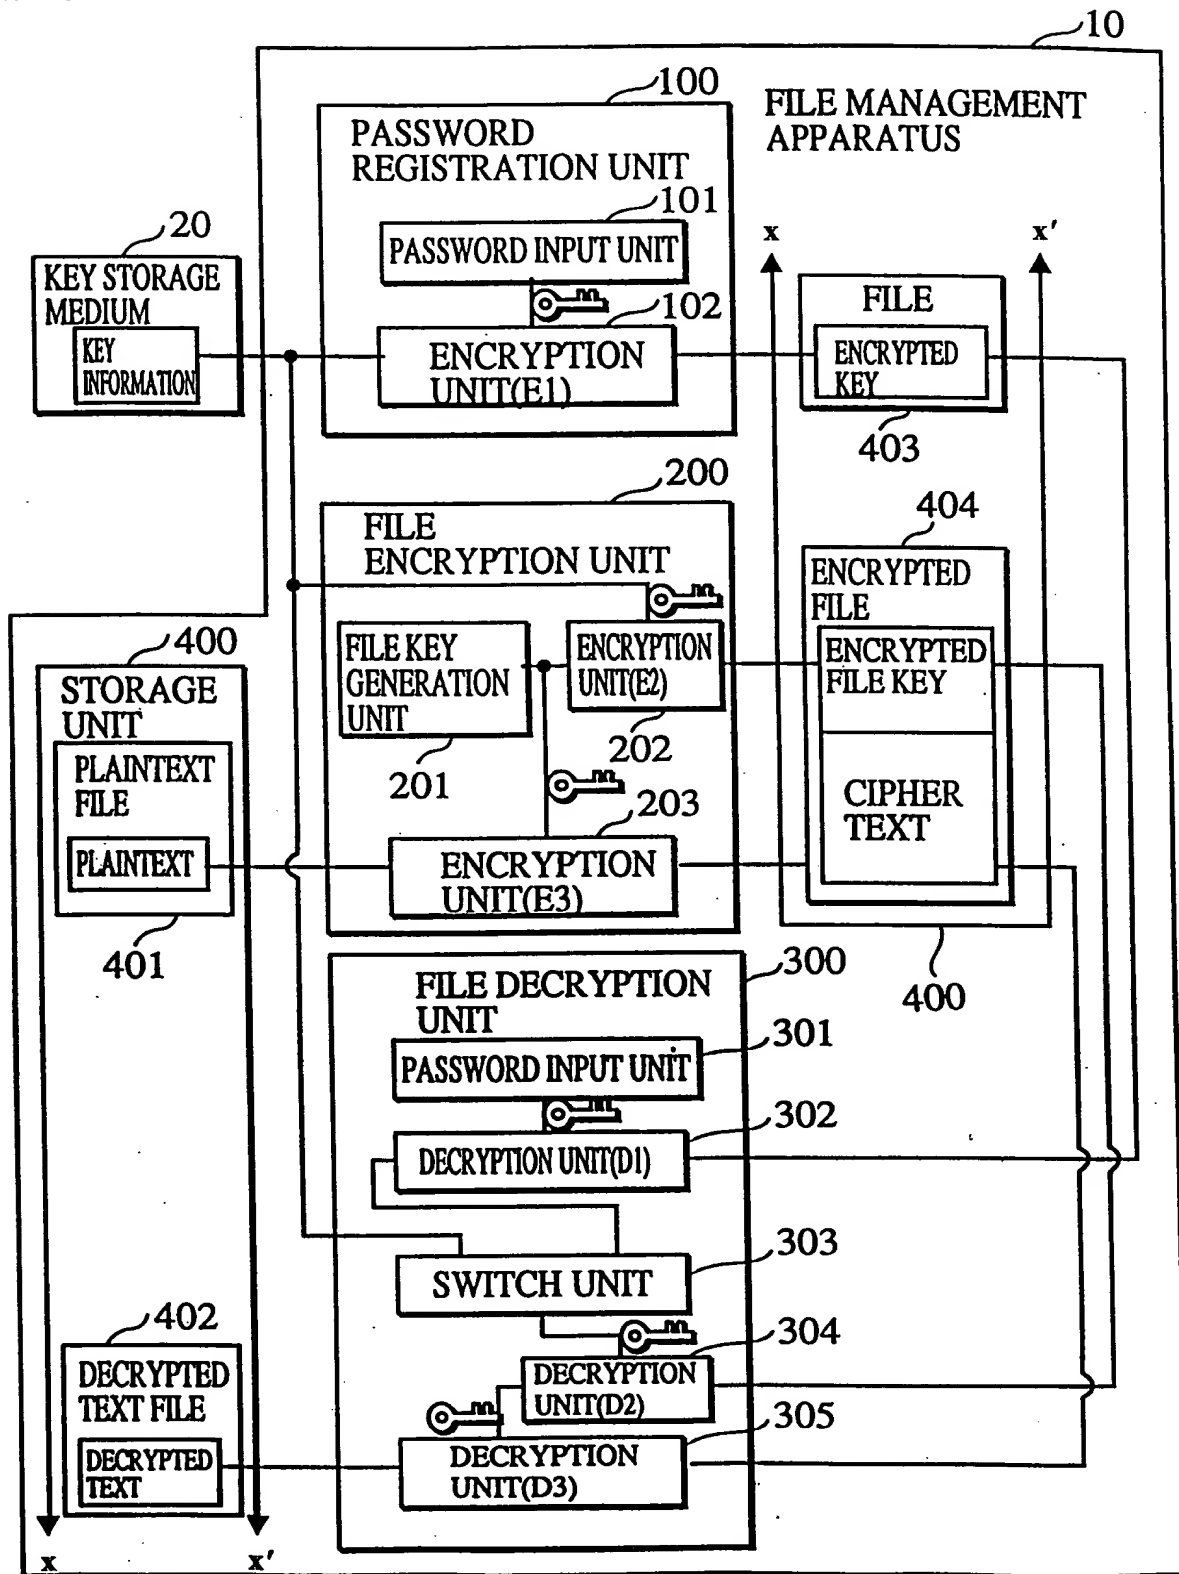 10
FILE MANAGEMENT
APPARATUS
100
PASSWORD
REGISTRATION UNIT
101
PASSWORD INPUT UNIT
102
ENCRYPTION
UNIT(E1)
20
KEY STORAGE
MEDIUM
KEY
INFORMATION
x
x'
FILE
ENCRYPTED
KEY
403
200
FILE
ENCRYPTION UNIT
FILE KEY
GENERATION
UNIT
201
ENCRYPTION
UNIT(E2)
202
203
ENCRYPTION
UNIT(E3)
404
ENCRYPTED
FILE
ENCRYPTED
FILE KEY
CIPHER
TEXT
400
400
STORAGE
UNIT
PLAINTEXT
FILE
PLAINTEXT
401
300
FILE DECRYPTION
UNIT
301
PASSWORD INPUT UNIT
302
DECRYPTION UNIT(D1)
303
SWITCH UNIT
304
DECRYPTION
UNIT(D2)
305
DECRYPTION
UNIT(D3)
402
DECRYPTED
TEXT FILE
DECRYPTED
TEXT
x
x'